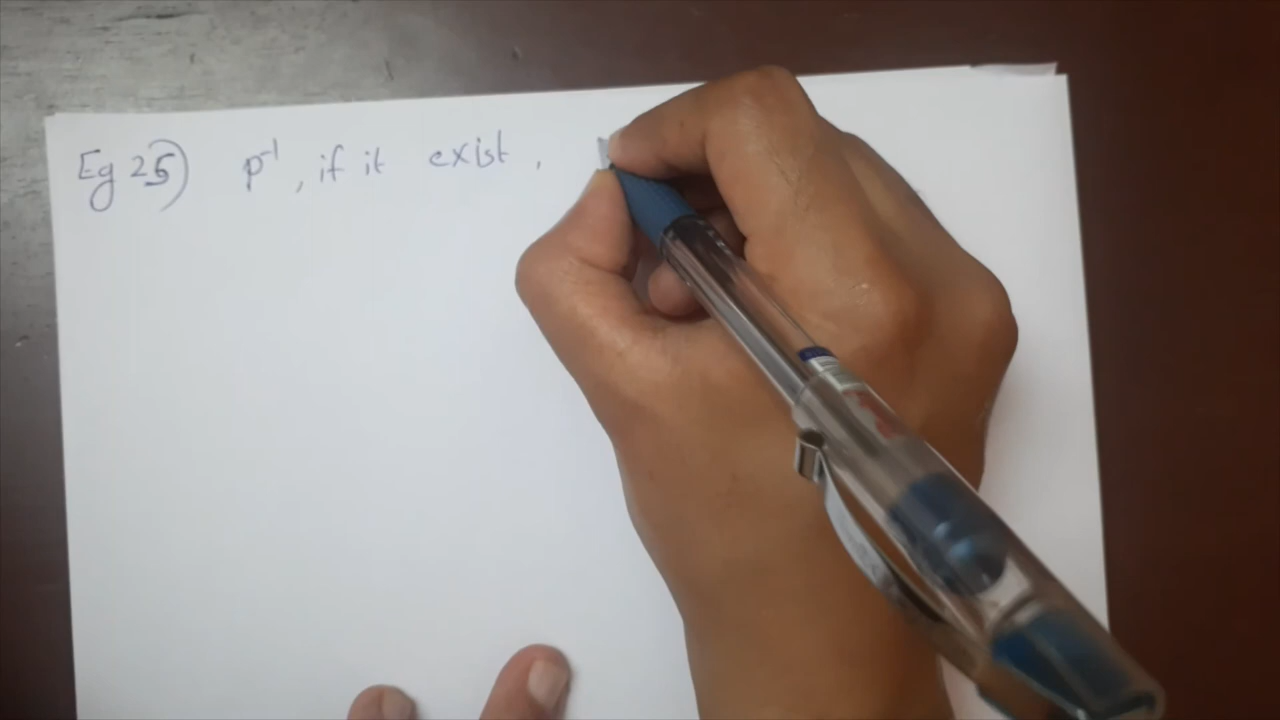 Eg 25) p⁻¹, if it exist,